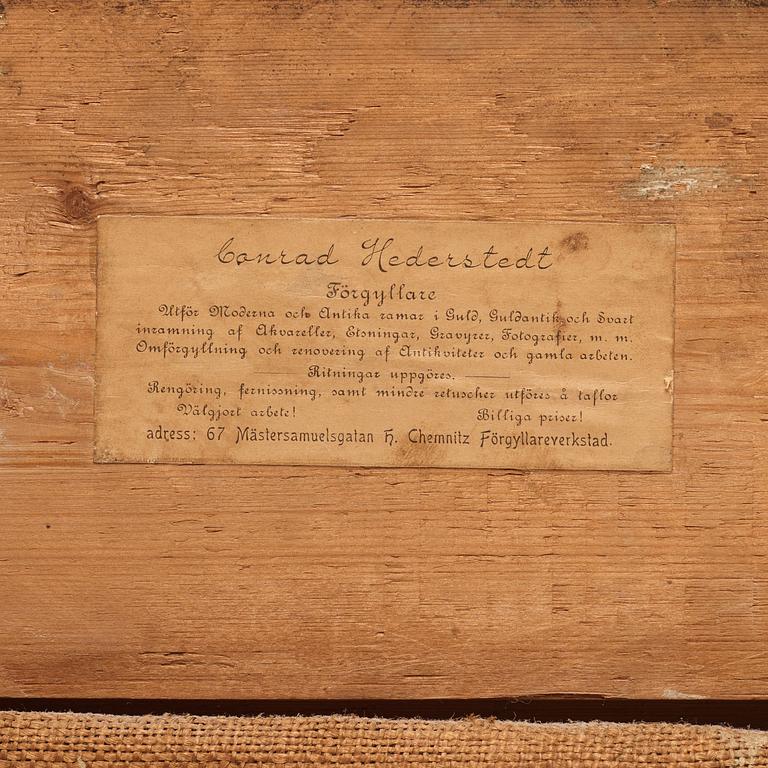 Conrad Hederstedt
Förgyllare
Utför Moderna och Antika ramar i Guld, Guldantik och Svart
inramning af Akvareller, Etsningar, Gravyrer, Fotografier, m. m.
Omförgyllning och renovering af Antikviteter och gamla arbeten.
Ritningar uppgöres.
Rengöring, fernissning, samt mindre retuscher utföres å taflor
Välgjort arbete! Billiga priser!
adress: 67 Mästersamuelsgatan H. Chemnitz Förgyllareverkstad.